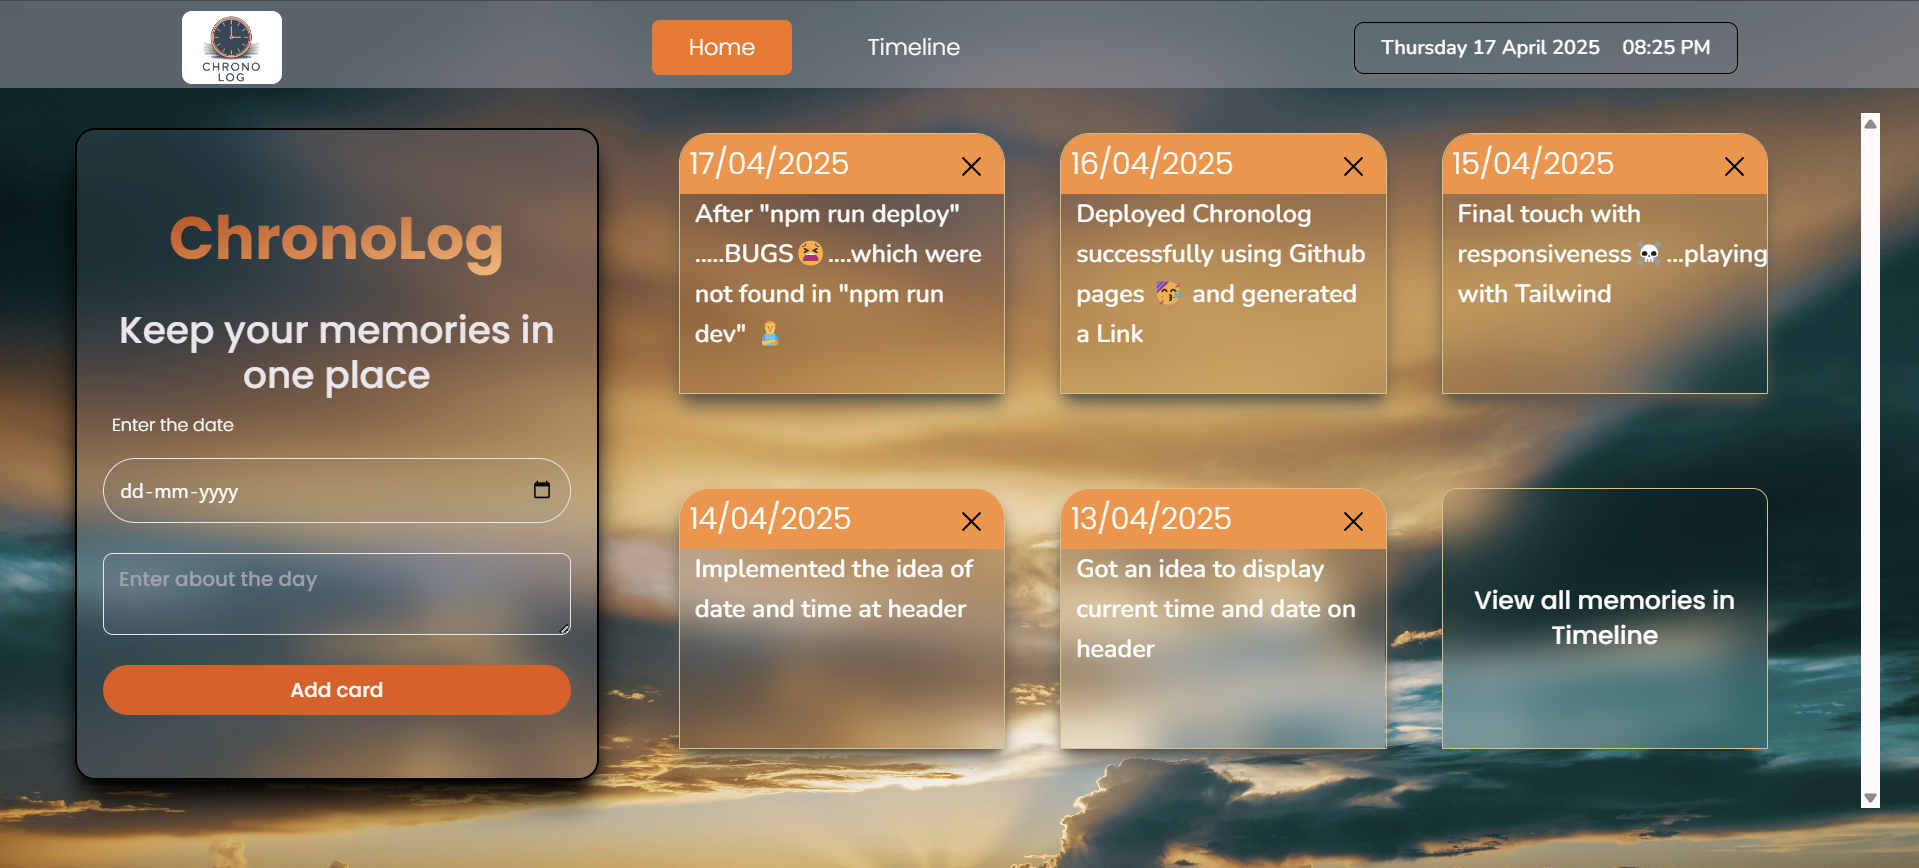 CHRONO
LOG
Home
Timeline
Thursday 17 April 2025 08:25 PM
ChronoLog
Keep your memories in
one place
Enter the date
dd-mm-yyyy
Enter about the day
Add card
17/04/2025
After "npm run deploy"
.....BUGS😫....which were
not found in "npm run
dev" 🧘‍♂️
16/04/2025
Deployed Chronolog
successfully using Github
pages 🥳 and generated
a Link
15/04/2025
Final touch with
responsiveness☠️...playing
with Tailwind
14/04/2025
Implemented the idea of
date and time at header
13/04/2025
Got an idea to display
current time and date on
header
View all memories in
Timeline